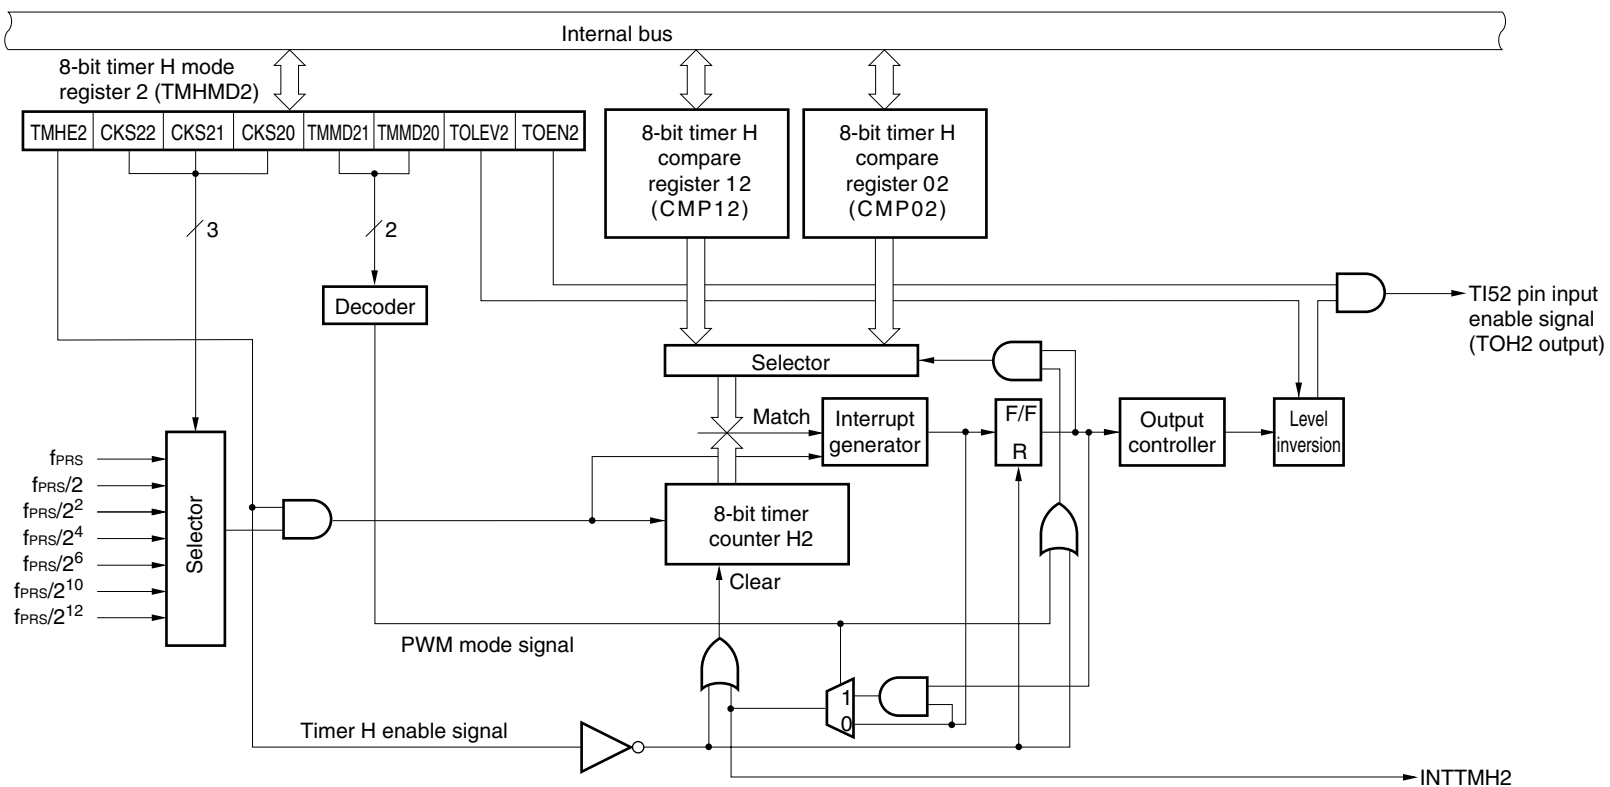 Internal bus
8-bit timer H mode
register 2 (TMHMD2)
TMHE2 CKS22 CKS21 CKS20 TMMD21 TMMD20 TOLEV2 TOEN2
8-bit timer H
compare
register 12
(CMP12)
8-bit timer H
compare
register 02
(CMP02)
3
2
Decoder
TI52 pin input
enable signal
(TOH2 output)
Selector
Match
Interrupt
generator
F/F
R
Output
controller
Level
inversion
fPRS
fPRS/2
fPRS/2²
fPRS/2⁴
fPRS/2⁶
fPRS/2¹⁰
fPRS/2¹²
Selector
8-bit timer
counter H2
Clear
PWM mode signal
1
0
Timer H enable signal
INTTMH2